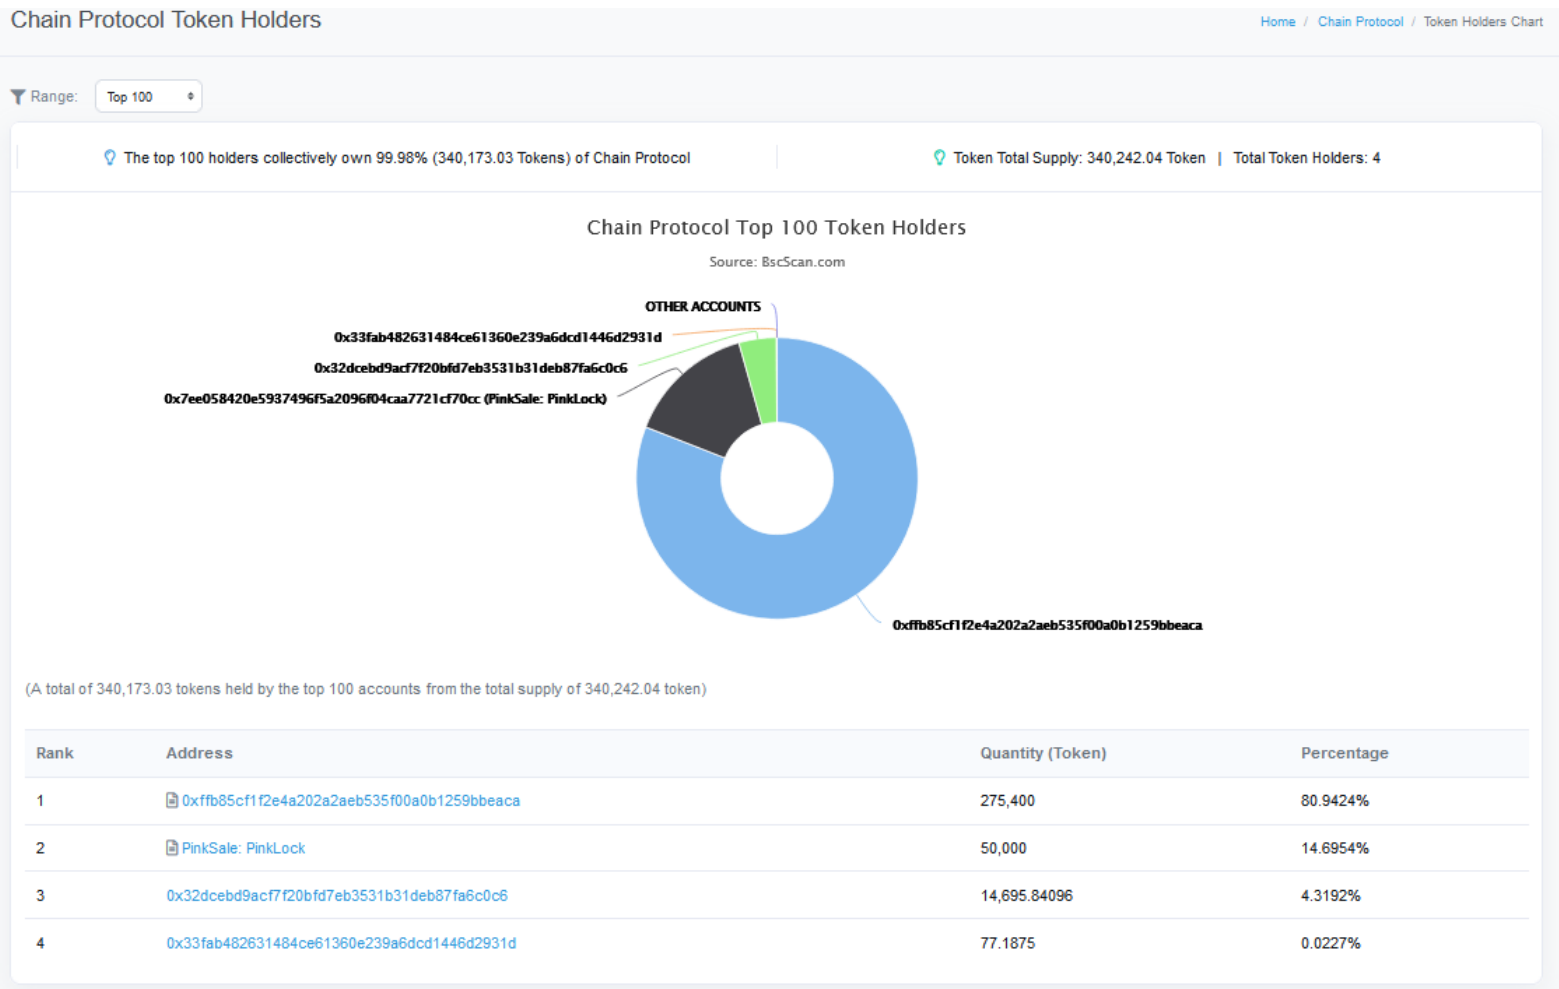 Chain Protocol Token Holders
Home / Chain Protocol / Token Holders Chart
Range: Top 100
The top 100 holders collectively own 99.98% (340,173.03 Tokens) of Chain Protocol
Token Total Supply: 340,242.04 Token | Total Token Holders: 4
Chain Protocol Top 100 Token Holders
Source: BscScan.com
OTHER ACCOUNTS
0x33fab482631484ce61360e239a6dcd1446d2931d
0x32dcebd9acf7f20bfd7eb3531b31deb87fa6c0c6
0x7ee058420e5937496f5a2096f04caa7721cf70cc (PinkSale: PinkLock)
0xffb85cf1f2e4a202a2aeb535f00a0b1259bbeaca
(A total of 340,173.03 tokens held by the top 100 accounts from the total supply of 340,242.04 token)
Rank Address Quantity (Token) Percentage
1 0xffb85cf1f2e4a202a2aeb535f00a0b1259bbeaca 275,400 80.9424%
2 PinkSale: PinkLock 50,000 14.6954%
3 0x32dcebd9acf7f20bfd7eb3531b31deb87fa6c0c6 14,695.84096 4.3192%
4 0x33fab482631484ce61360e239a6dcd1446d2931d 77.1875 0.0227%